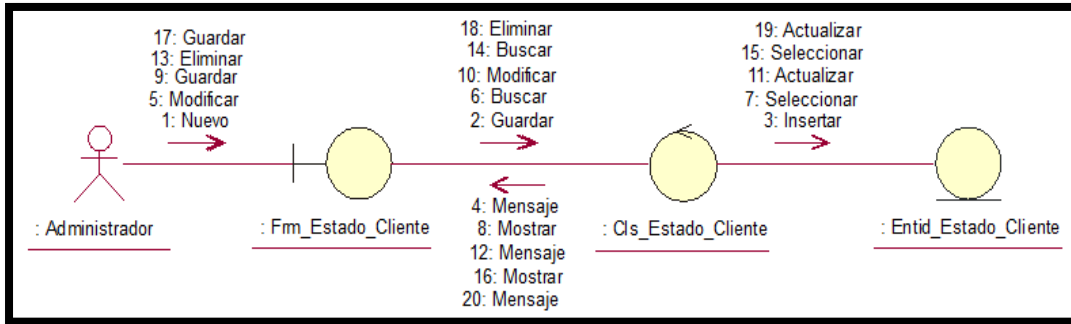 17: Guardar
13: Eliminar
9: Guardar
5: Modificar
1: Nuevo
18: Eliminar
14: Buscar
10: Modificar
6: Buscar
2: Guardar
19: Actualizar
15: Seleccionar
11: Actualizar
7: Seleccionar
3: Insertar
4: Mensaje
8: Mostrar
12: Mensaje
16: Mostrar
20: Mensaje
: Administrador
: Frm_Estado_Cliente
: Cls_Estado_Cliente
: Entid_Estado_Cliente